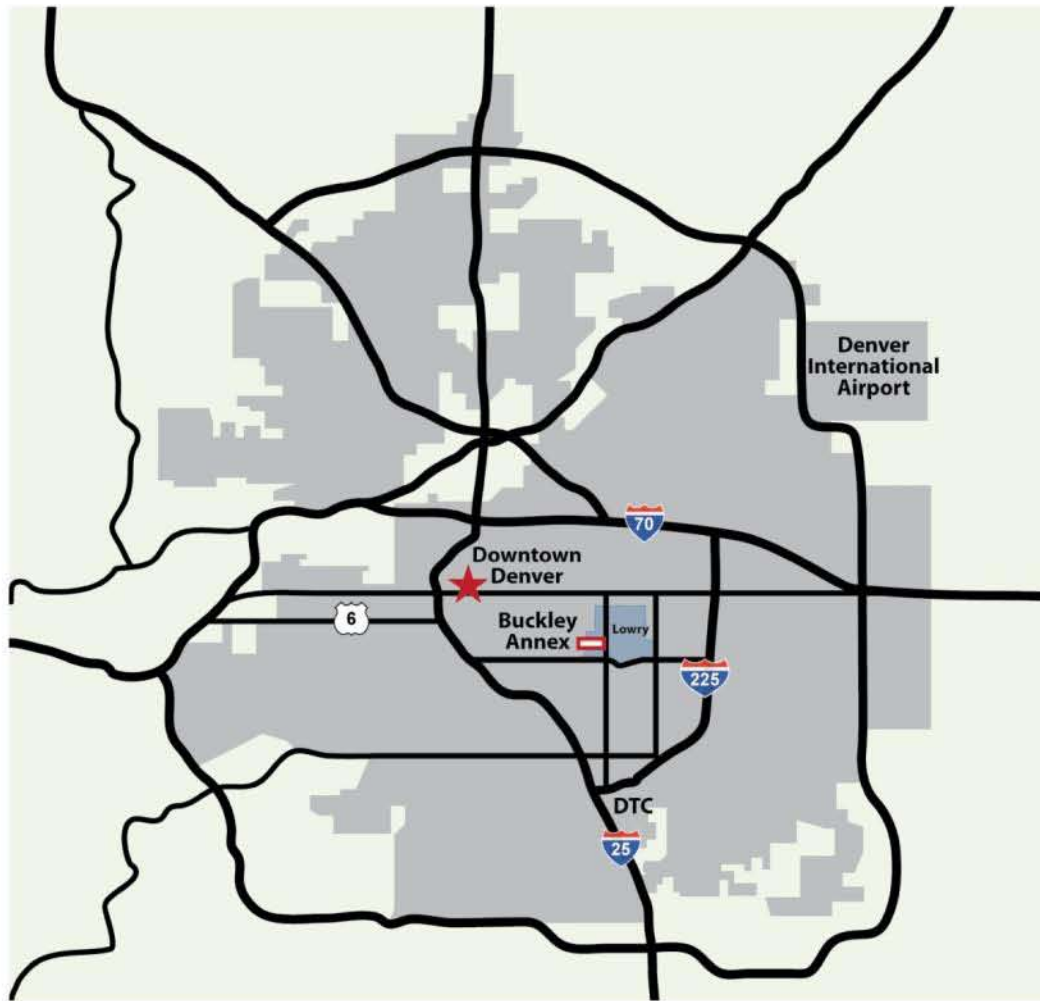 Denver
International
Airport
70
Downtown
Denver
6
Buckley
Annex
Lowry
225
DTC
25